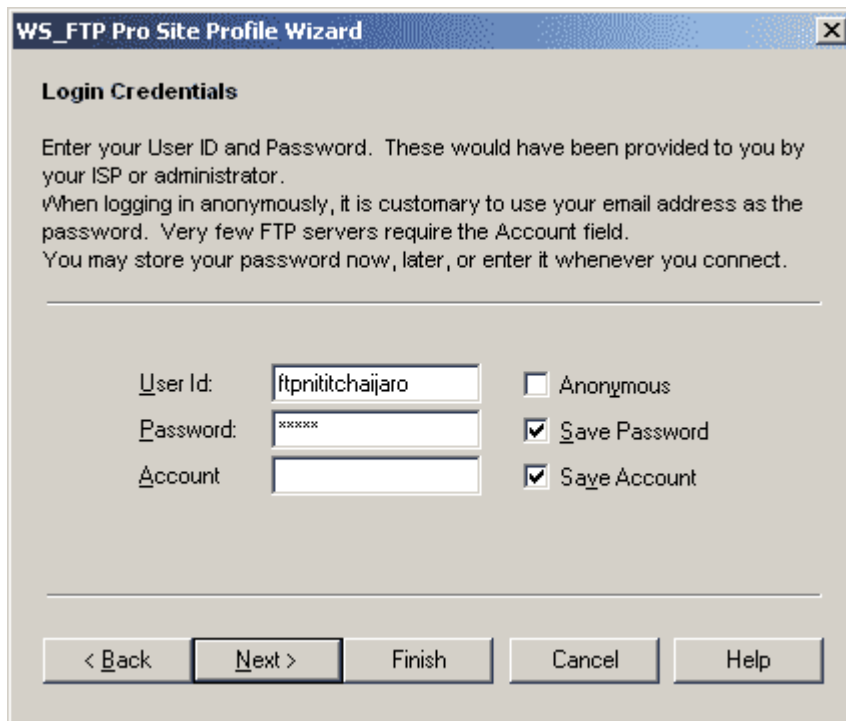 WS_FTP Pro Site Profile Wizard
Login Credentials
Enter your User ID and Password. These would have been provided to you by
your ISP or administrator.
When logging in anonymously, it is customary to use your email address as the
password. Very few FTP servers require the Account field.
You may store your password now, later, or enter it whenever you connect.
User Id: ftpnititchaijaro Anonymous
Password: ***** Save Password
Account Save Account
< Back Next > Finish Cancel Help